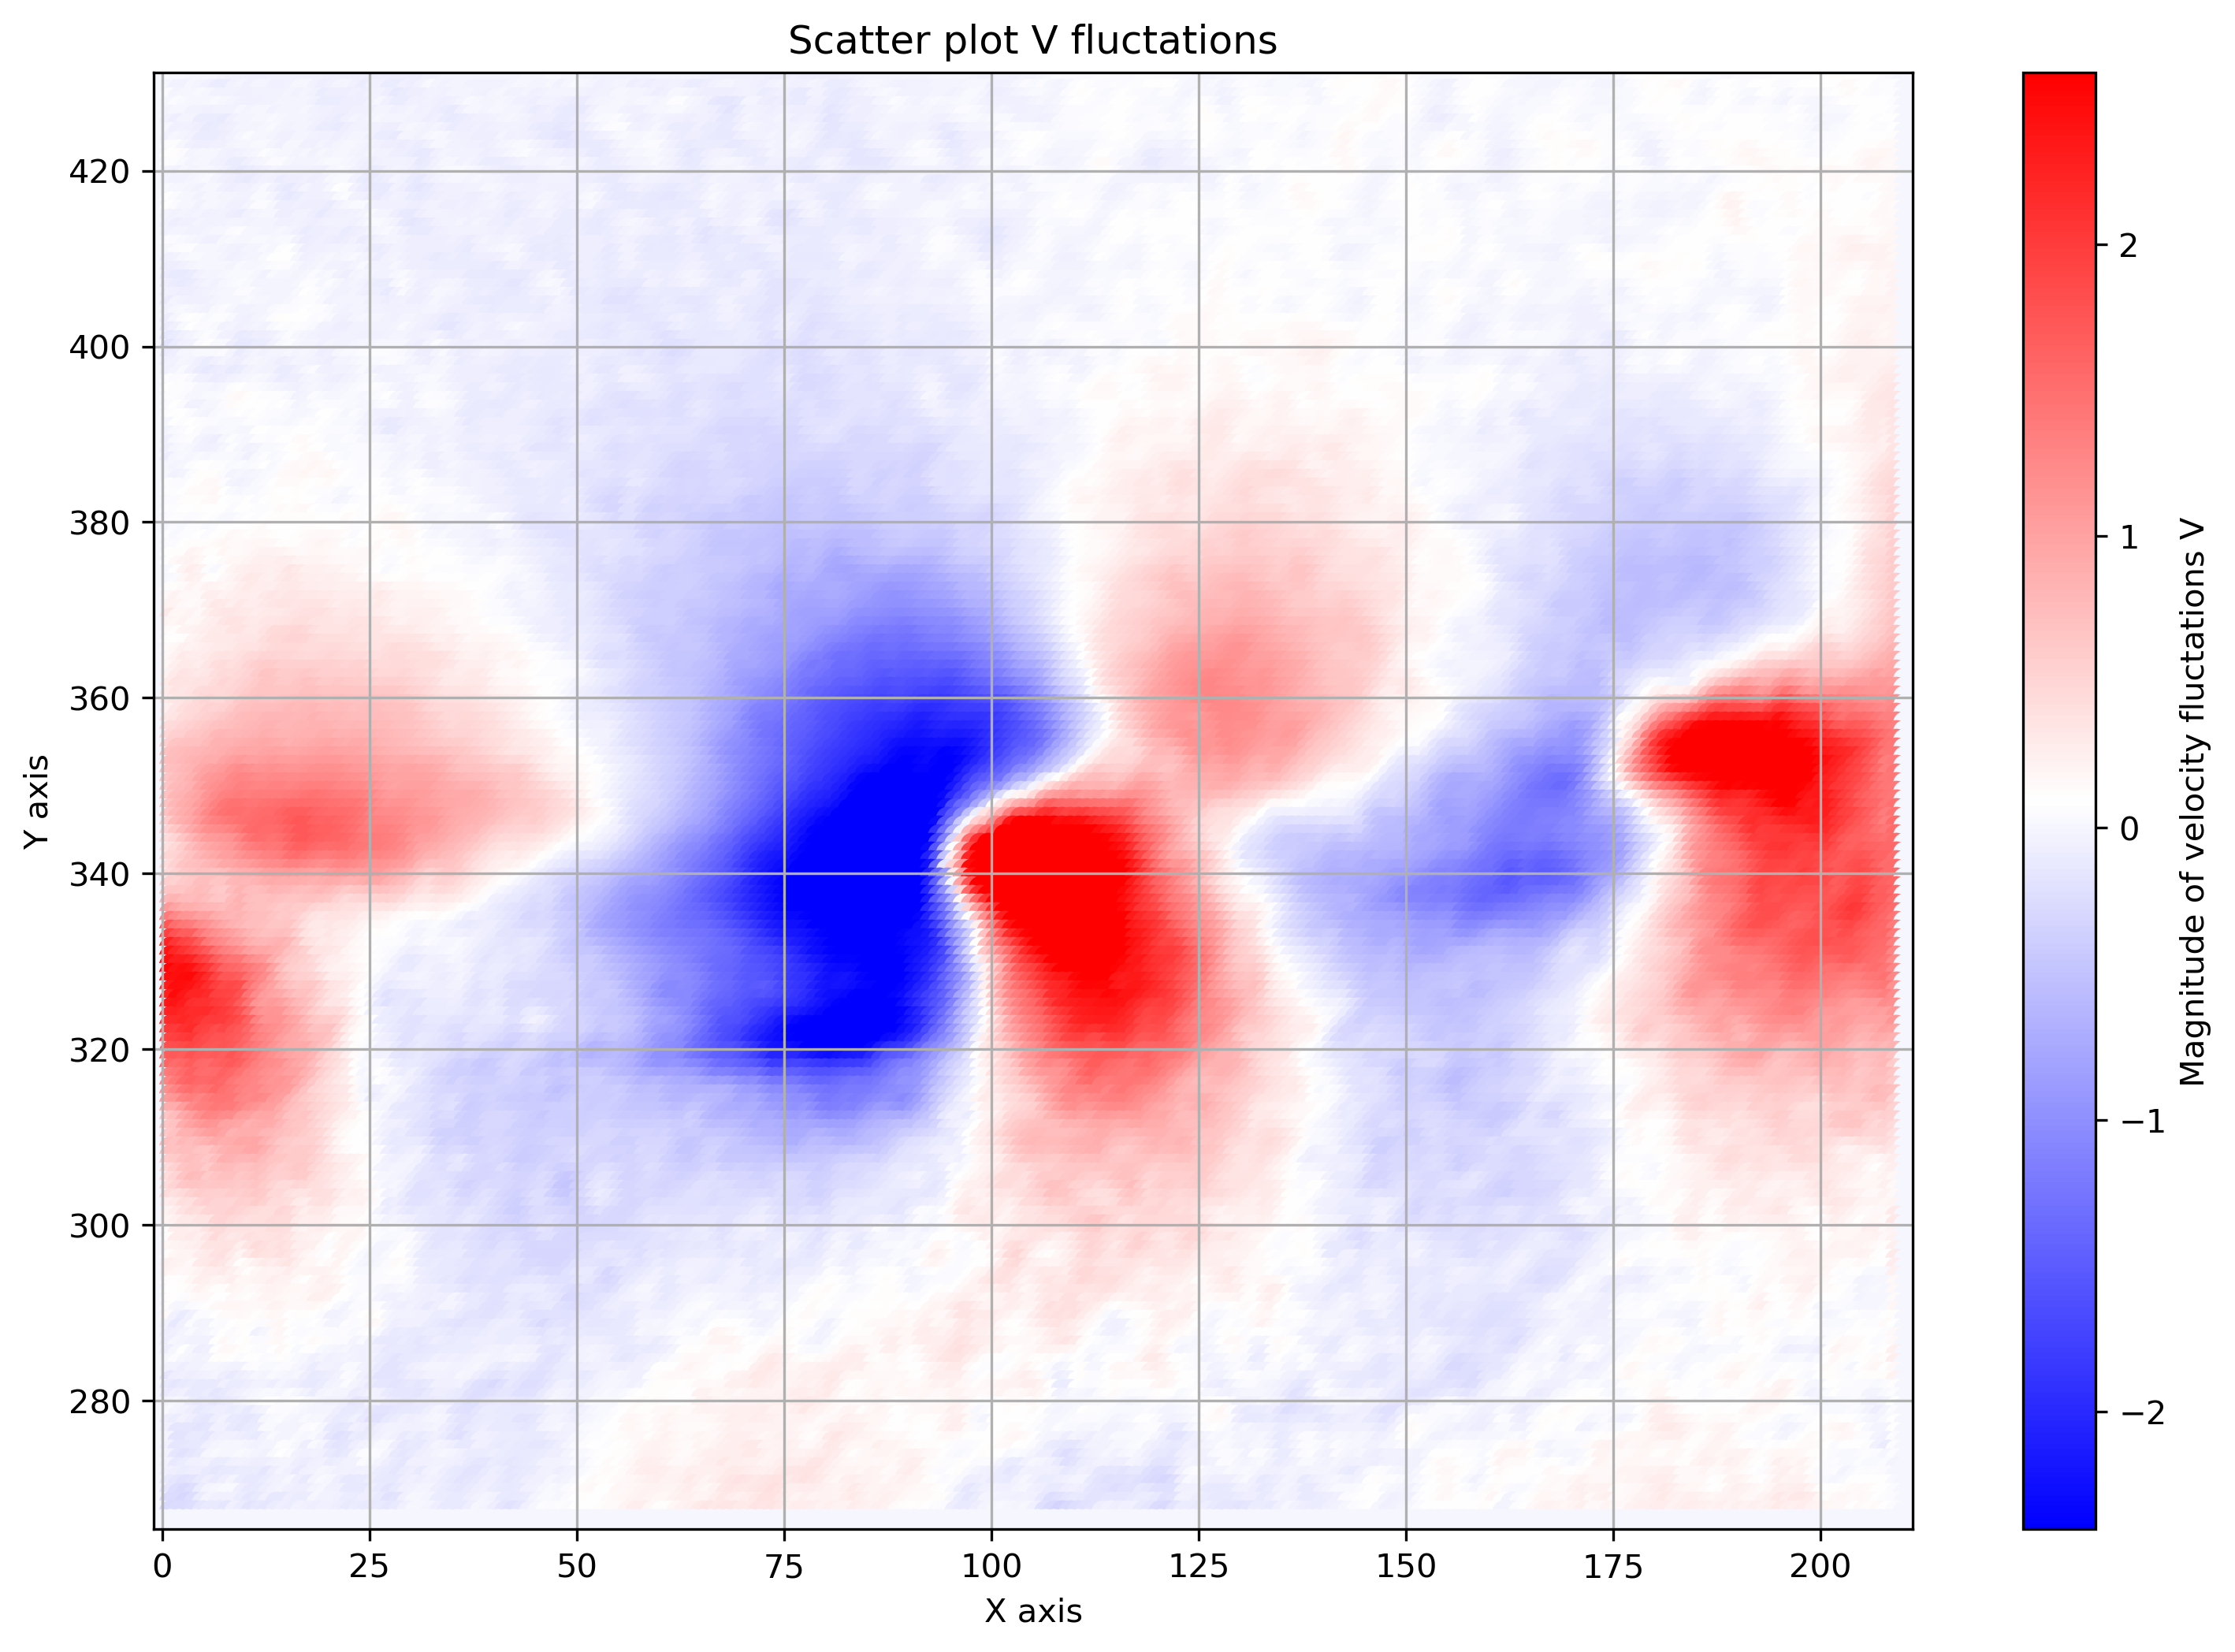 Scatter plot V fluctations
420
400
380
360
340
320
300
280
Y axis
0 25 50 75 100 125 150 175 200
X axis
2
1
0
−1
−2
Magnitude of velocity fluctations V